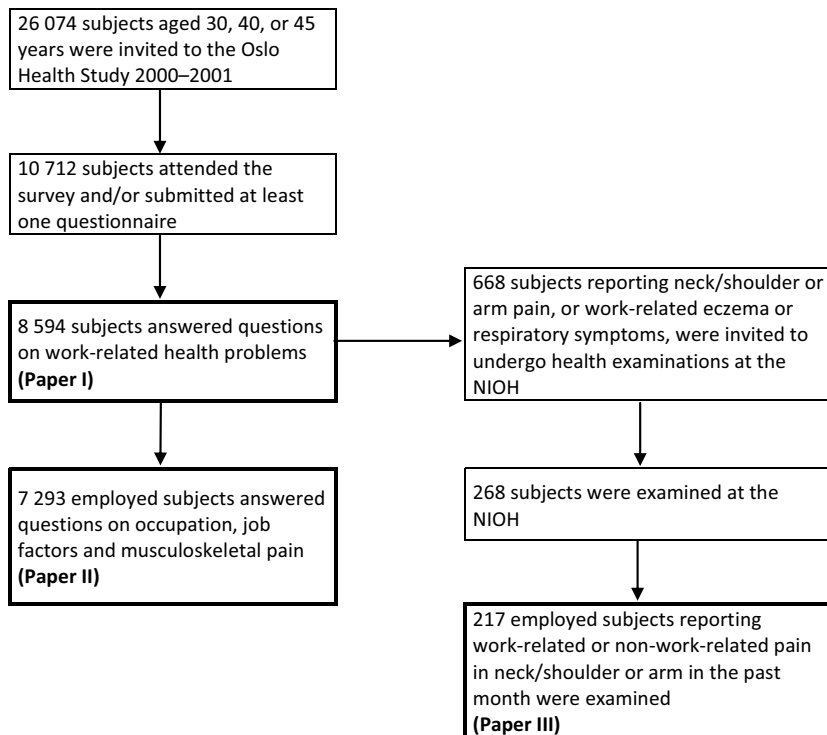 26 074 subjects aged 30, 40, or 45
years were invited to the Oslo
Health Study 2000–2001
10 712 subjects attended the
survey and/or submitted at least
one questionnaire
8 594 subjects answered questions
on work-related health problems
(Paper I)
668 subjects reporting neck/shoulder or
arm pain, or work-related eczema or
respiratory symptoms, were invited to
undergo health examinations at the
NIOH
7 293 employed subjects answered
questions on occupation, job
factors and musculoskeletal pain
(Paper II)
268 subjects were examined at the
NIOH
217 employed subjects reporting
work-related or non-work-related pain
in neck/shoulder or arm in the past
month were examined
(Paper III)